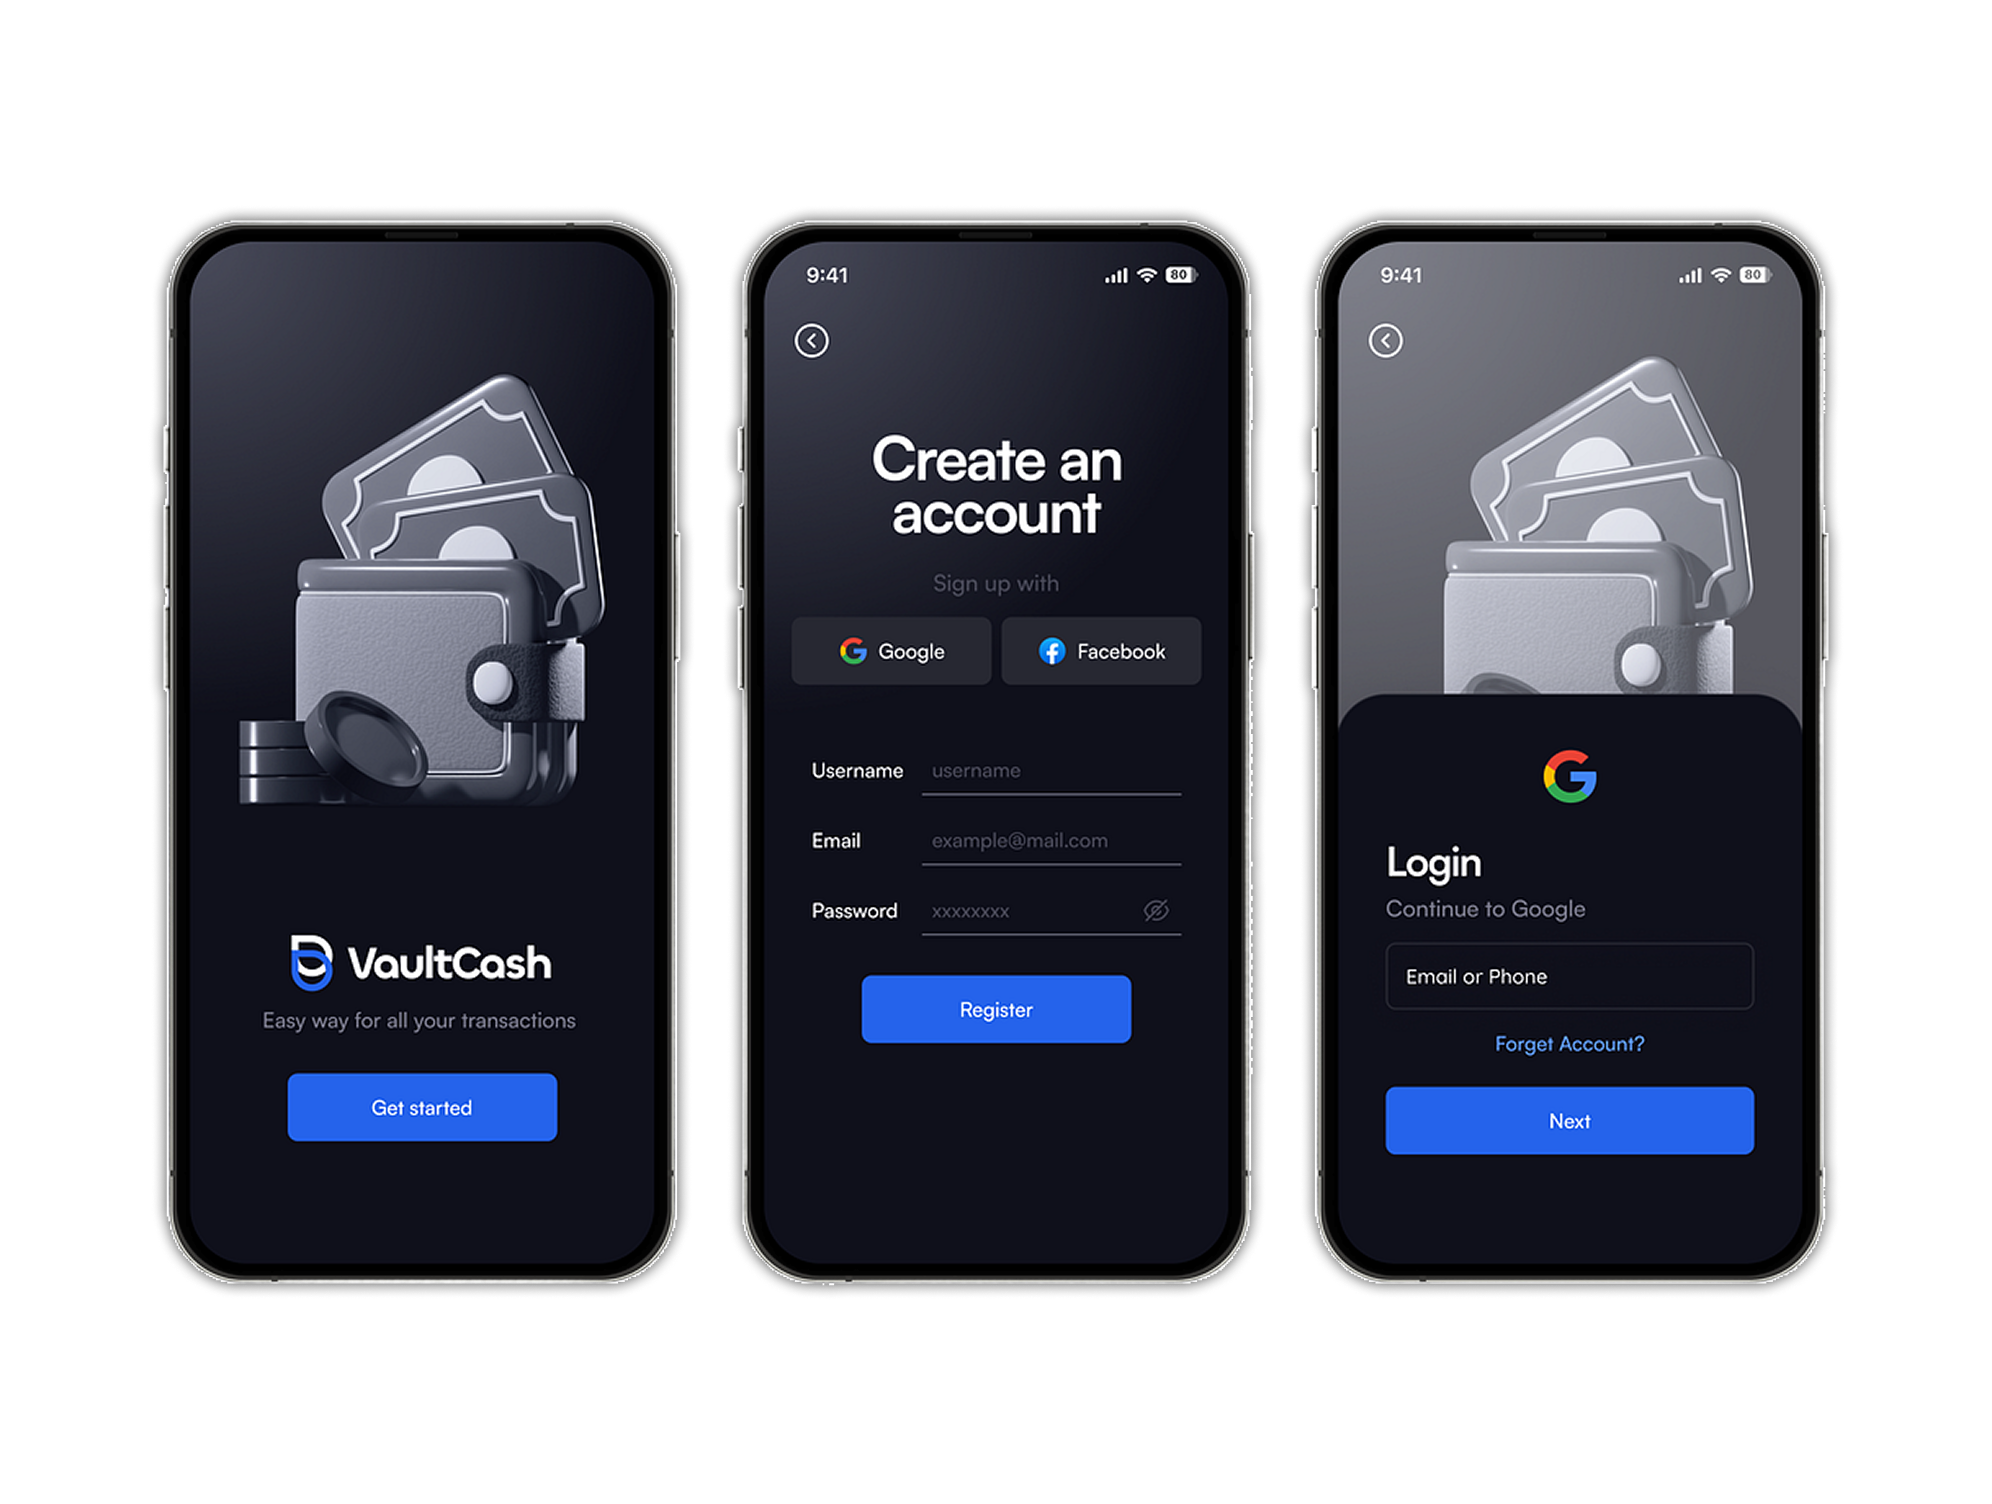 VaultCash
Easy way for all your transactions
Get started
9:41
80
Create an
account
Sign up with
Google
Facebook
Username
username
Email
example@mail.com
Password
xxxxxxxx
Register
9:41
80
Login
Continue to Google
Email or Phone
Forget Account?
Next